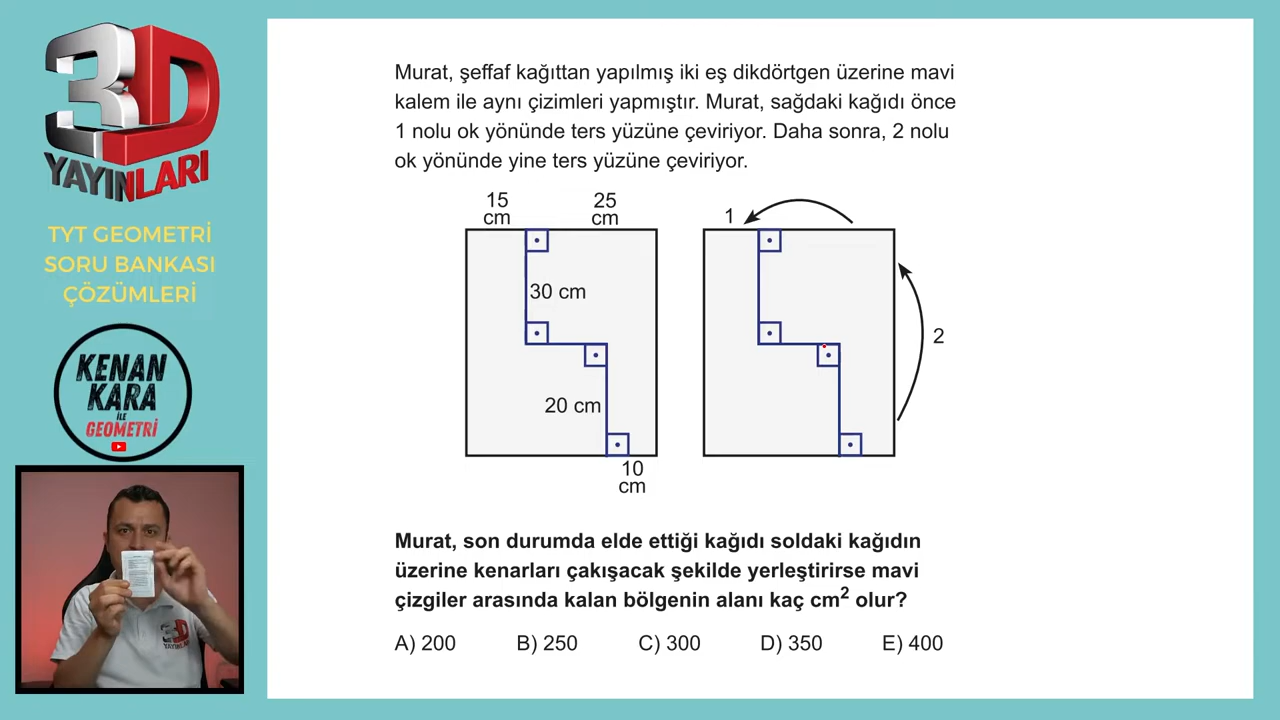 3D
YAYINLARI
TYT GEOMETRİ
SORU BANKASI
ÇÖZÜMLERİ
KENAN
KARA
İLE
GEOMETRİ
3D
YAYINLARI
Murat, şeffaf kağıttan yapılmış iki eş dikdörtgen üzerine mavi
kalem ile aynı çizimleri yapmıştır. Murat, sağdaki kağıdı önce
1 nolu ok yönünde ters yüzüne çeviriyor. Daha sonra, 2 nolu
ok yönünde yine ters yüzüne çeviriyor.
15
cm
25
cm
30 cm
20 cm
10
cm
1
2
Murat, son durumda elde ettiği kağıdı soldaki kağıdın
üzerine kenarları çakışacak şekilde yerleştirirse mavi
çizgiler arasında kalan bölgenin alanı kaç cm² olur?
A) 200 B) 250 C) 300 D) 350 E) 400